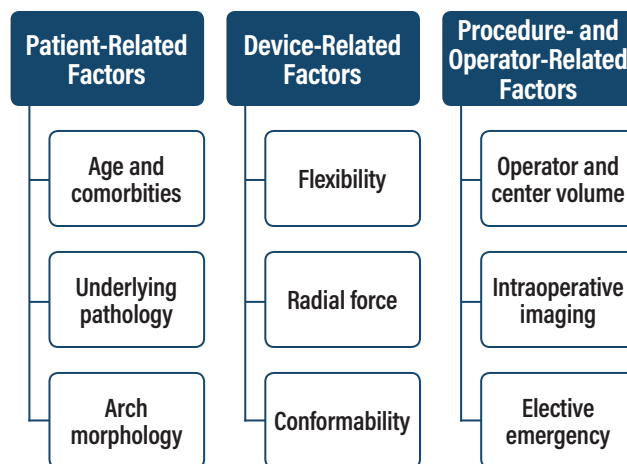 Patient-Related
Factors
Age and
comorbities
Underlying
pathology
Arch
morphology
Device-Related
Factors
Flexibility
Radial force
Conformability
Procedure- and
Operator-Related
Factors
Operator and
center volume
Intraoperative
imaging
Elective
emergency